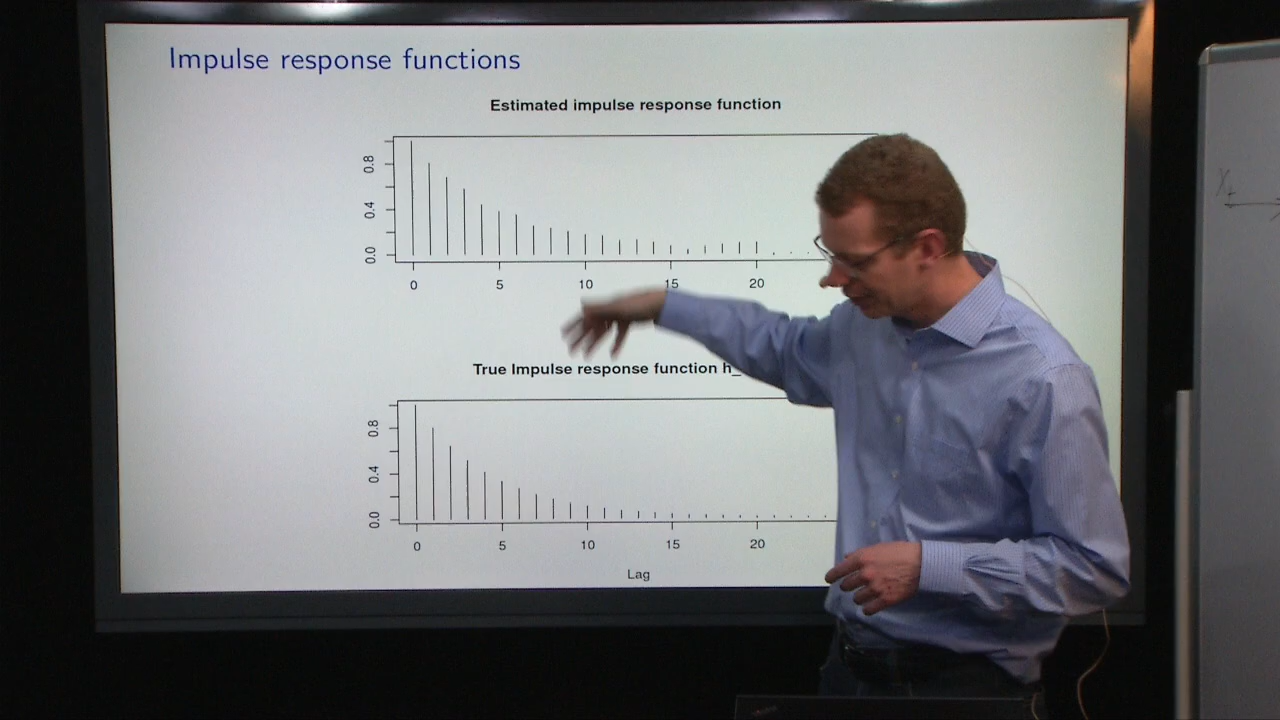 Impulse response functions
Estimated impulse response function
0.8
0.4
0.0
0 5 10 15 20
True Impulse response function h_
0.8
0.4
0.0
0 5 10 15 20
Lag
X_t